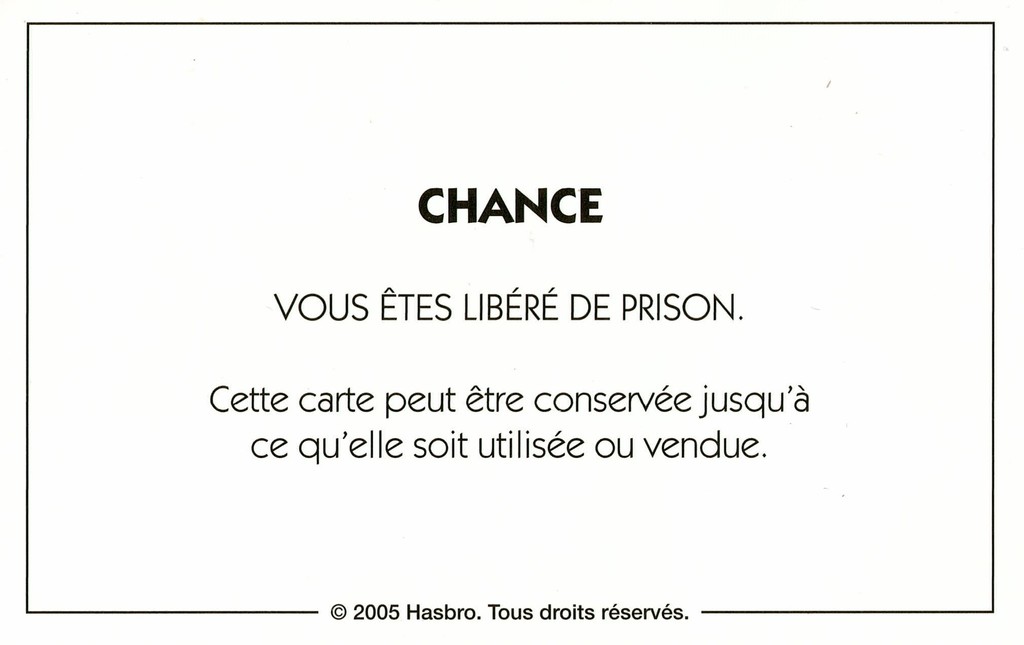 CHANCE
VOUS ÊTES LIBÉRÉ DE PRISON.
Cette carte peut être conservée jusqu'à
ce qu'elle soit utilisée ou vendue.
© 2005 Hasbro. Tous droits réservés.